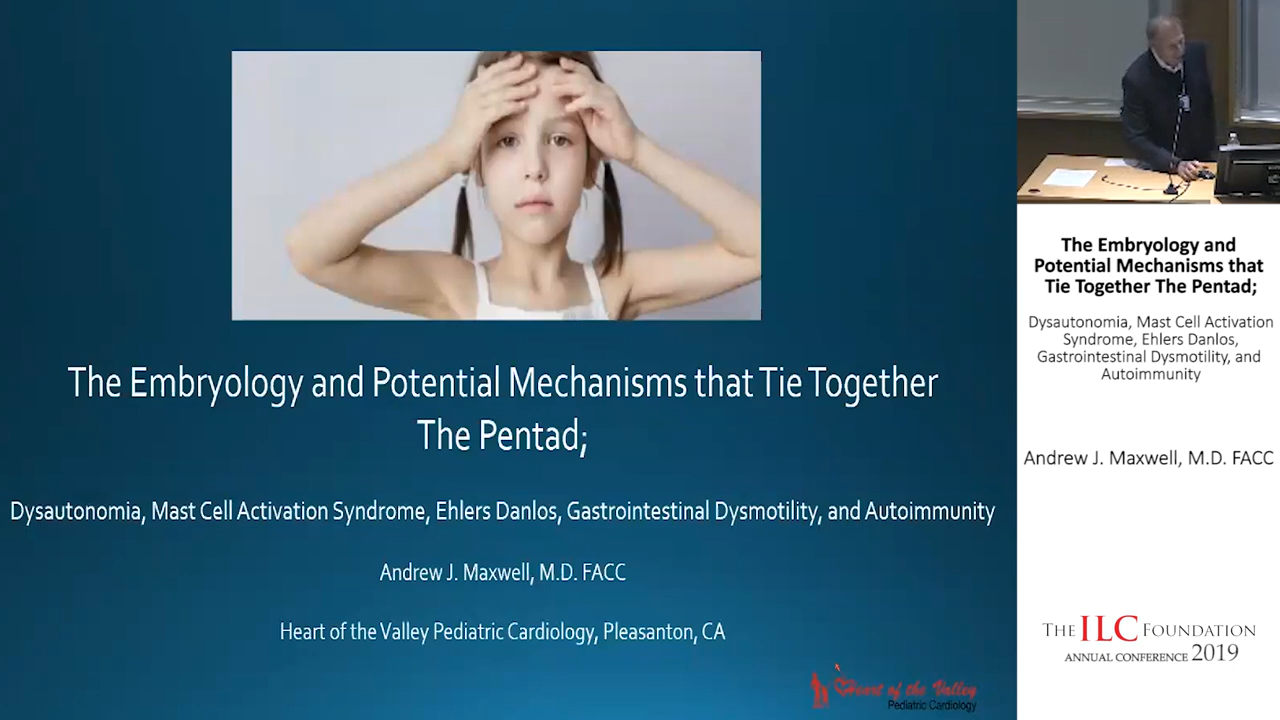 The Embryology and Potential Mechanisms that Tie Together
The Pentad;
Dysautonomia, Mast Cell Activation Syndrome, Ehlers Danlos, Gastrointestinal Dysmotility, and Autoimmunity
Andrew J. Maxwell, M.D. FACC
Heart of the Valley Pediatric Cardiology, Pleasanton, CA
Heart of the Valley
Pediatric Cardiology
The Embryology and
Potential Mechanisms that
Tie Together The Pentad;
Dysautonomia, Mast Cell Activation
Syndrome, Ehlers Danlos,
Gastrointestinal Dysmotility, and
Autoimmunity
Andrew J. Maxwell, M.D. FACC
THE ILC FOUNDATION
ANNUAL CONFERENCE 2019